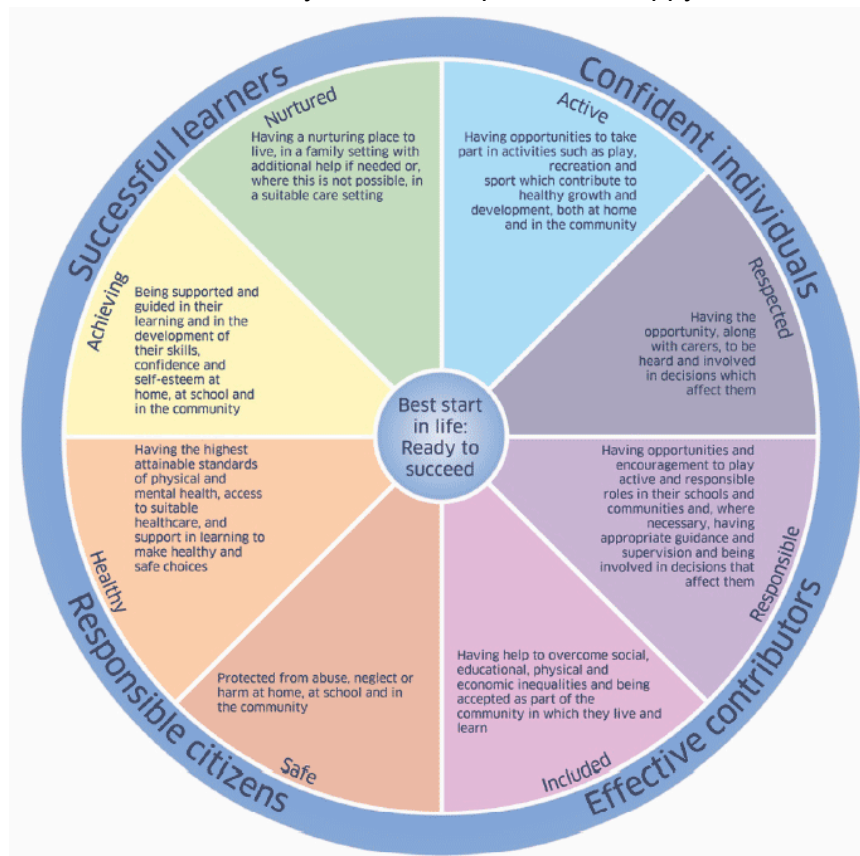 Successful learners
Confident individuals
Nurtured
Having a nurturing place to
live, in a family setting with
additional help if needed or,
where this is not possible, in
a suitable care setting
Active
Having opportunities to take
part in activities such as play,
recreation and
sport which contribute to
healthy growth and
development, both at home
and in the community
Achieving
Being supported and
guided in their
learning and in the
development of
their skills,
confidence and
self-esteem at
home, at school and
in the community
Respected
Having the
opportunity, along
with carers, to be
heard and involved
in decisions which
affect them
Best start
in life:
Ready to
succeed
Healthy
Having the highest
attainable standards
of physical and
mental health, access
to suitable
healthcare, and
support in learning to
make healthy and
safe choices
Responsible
Having opportunities and
encouragement to play
active and responsible
roles in their schools and
communities and, where
necessary, having
appropriate guidance and
supervision and being
involved in decisions that
affect them
Protected from abuse, neglect or
harm at home, at school and in
the community
Safe
Having help to overcome social,
educational, physical and
economic inequalities and being
accepted as part of the
community in which they live and
learn
Included
Responsible citizens
Effective contributors